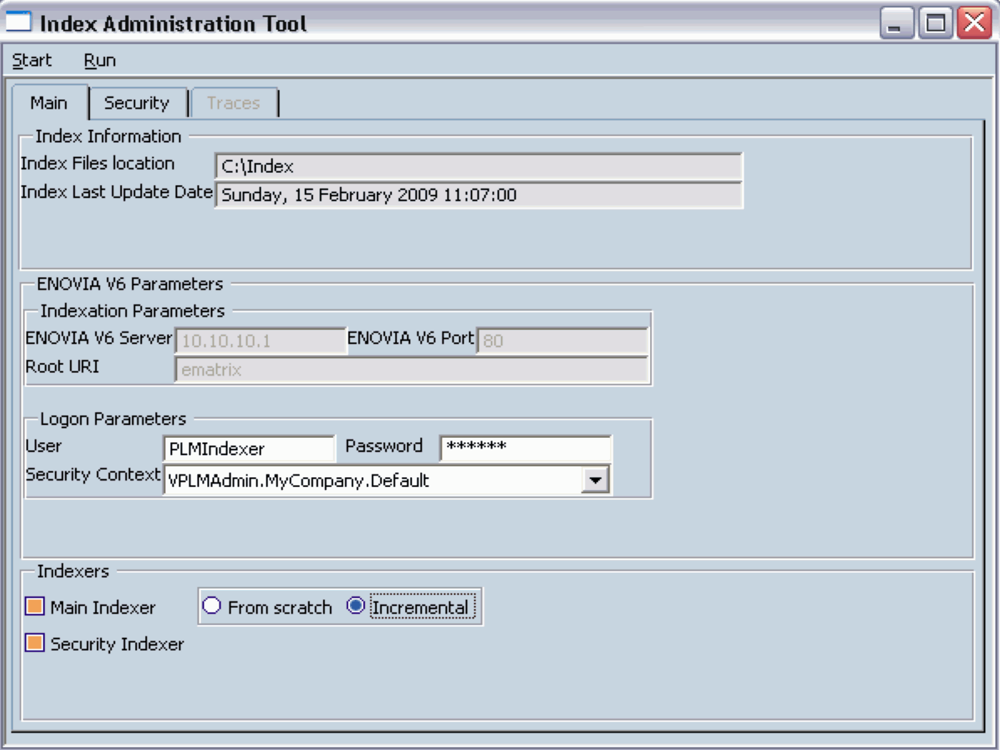 Index Administration Tool
Start Run
Main Security Traces
Index Information
Index Files location C:\Index
Index Last Update Date Sunday, 15 February 2009 11:07:00
ENOVIA V6 Parameters
Indexation Parameters
ENOVIA V6 Server 10.10.10.1 ENOVIA V6 Port 80
Root URI ematrix
Logon Parameters
User PLMIndexer Password ******
Security Context VPLMAdmin.MyCompany.Default
Indexers
Main Indexer From scratch Incremental
Security Indexer